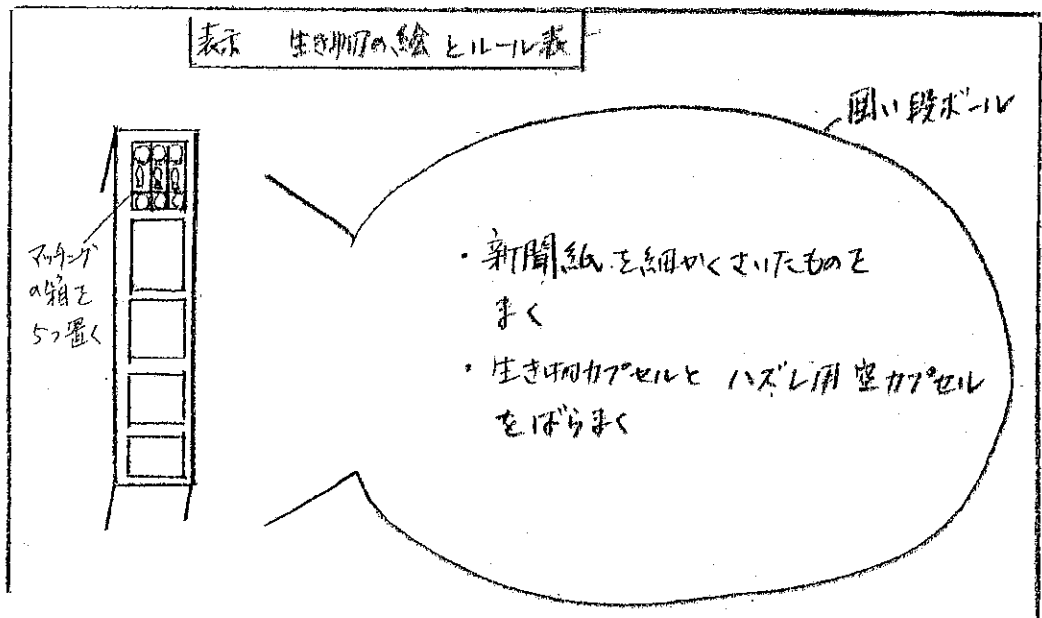 表示 生き物の絵とルール表
囲い段ボール
マッチング
の箱を
5つ置く
・新聞紙を細かくさいたものを
まく
・生き物カプセルと ハズレ用空カプセル
をばらまく